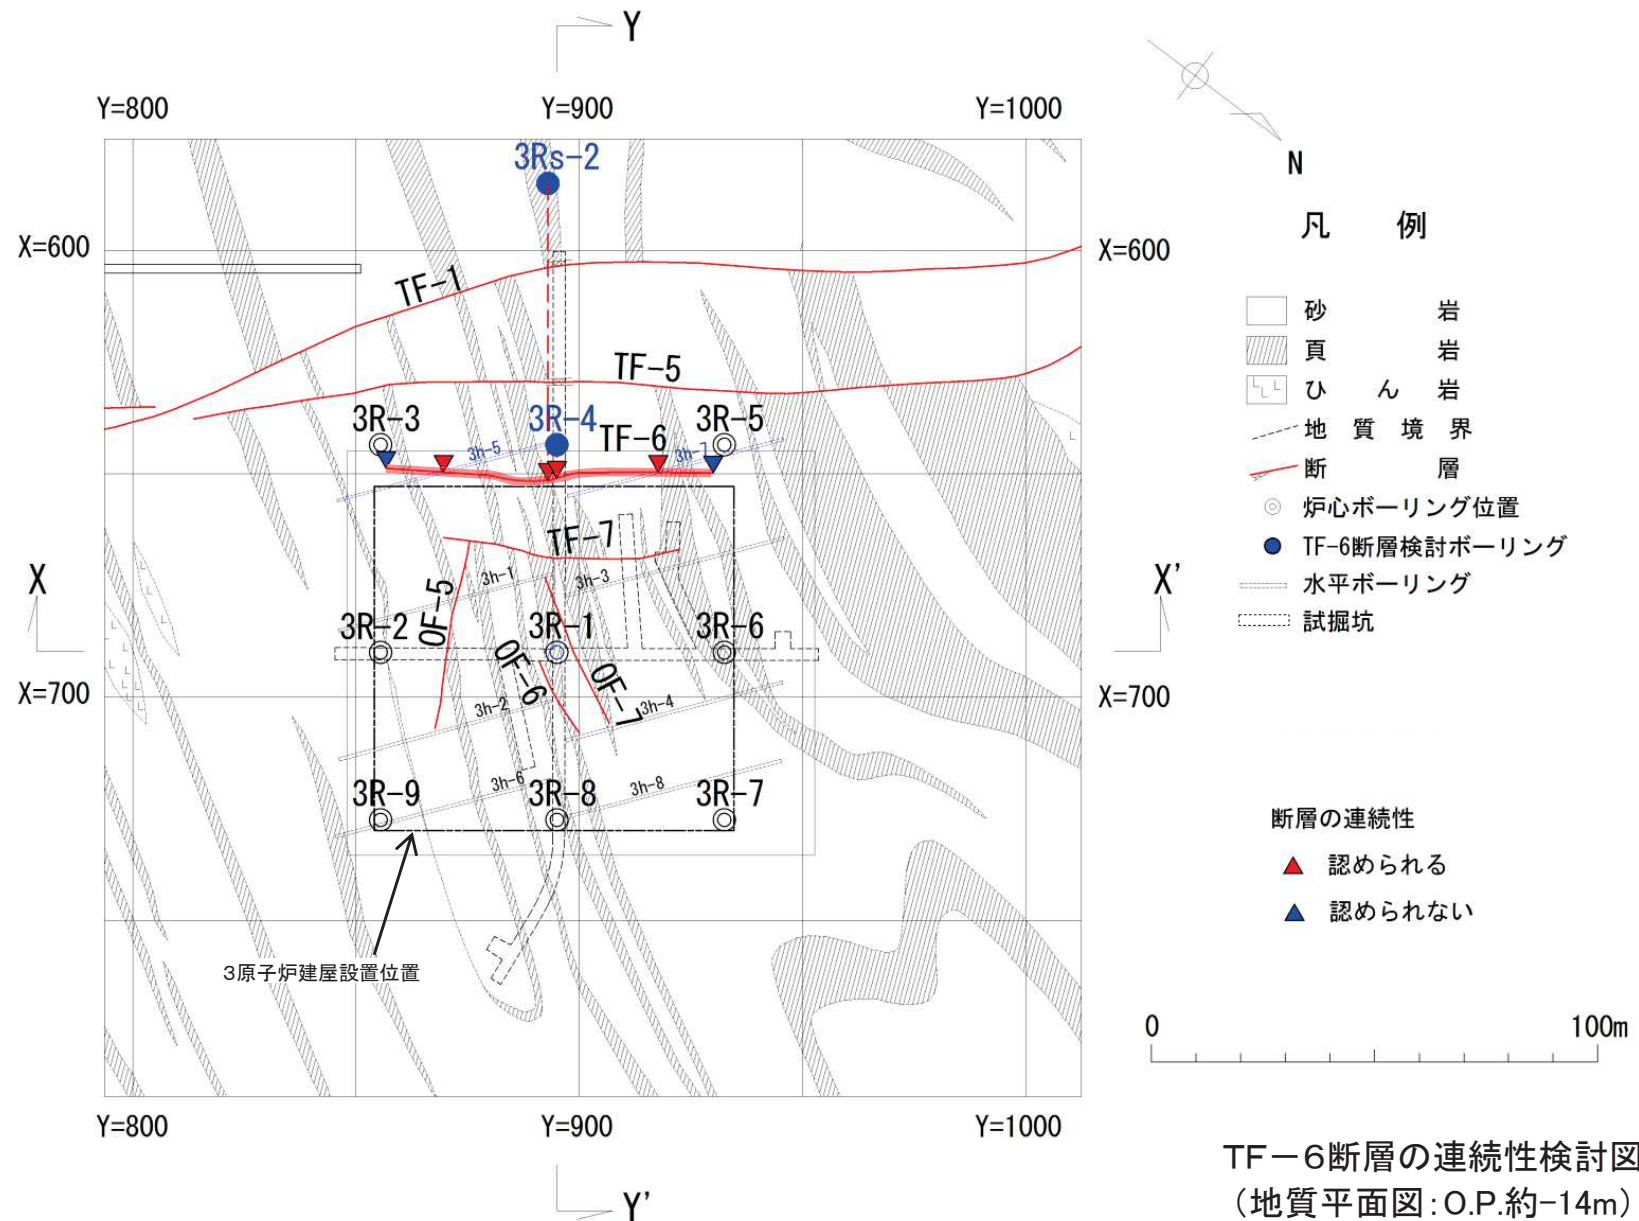 Y
Y=800
Y=900
Y=1000
N
3Rs-2
X=600
X=600
TF-1
TF-5
3R-3
3R-4
3R-5
TF-6
3h-5
3h-7
TF-7
3h-1
3h-3
OF-5
X
X'
3R-2
3R-1
3R-6
OF-6
OF-7
X=700
X=700
3h-2
3h-4
3h-6
3h-8
3R-9
3R-8
3R-7
3原子炉建屋設置位置
Y=800
Y=900
Y=1000
Y'
凡 例
砂 岩
頁 岩
ひ ん 岩
地 質 境 界
断 層
炉心ボーリング位置
TF-6断層検討ボーリング
水平ボーリング
試掘坑
断層の連続性
認められる
認められない
0 100m
TF-6断層の連続性検討図
(地質平面図:O.P.約-14m)